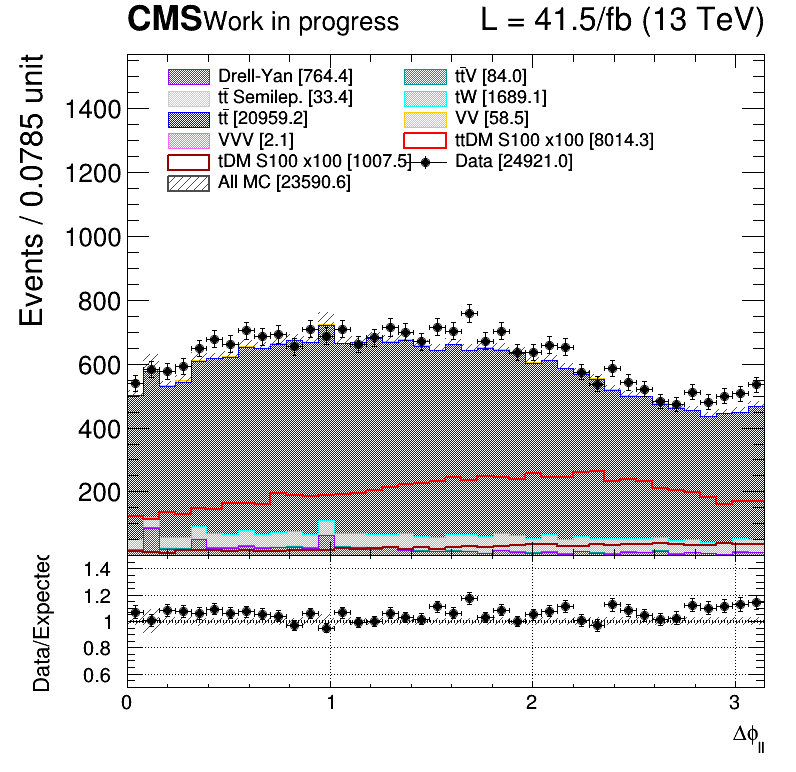 CMS Work in progress L = 41.5/fb (13 TeV)
Events / 0.0785 unit
1400
1200
1000
800
600
400
200
Drell-Yan [764.4] tt̄V [84.0]
tt̄ Semilep. [33.4] tW [1689.1]
tt̄ [20959.2] VV [58.5]
VVV [2.1] ttDM S100 x100 [8014.3]
tDM S100 x100 [1007.5] Data [24921.0]
All MC [23590.6]
Data/Expected
1.4
1.2
1
0.8
0.6
0 1 2 3
Δϕ_ll